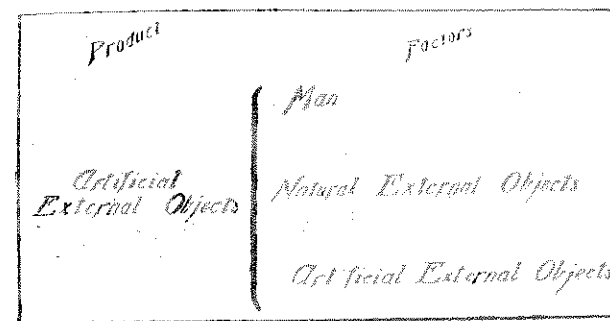 Product
Factors
Man
Artificial
External Objects
Natural External Objects
Artificial External Objects